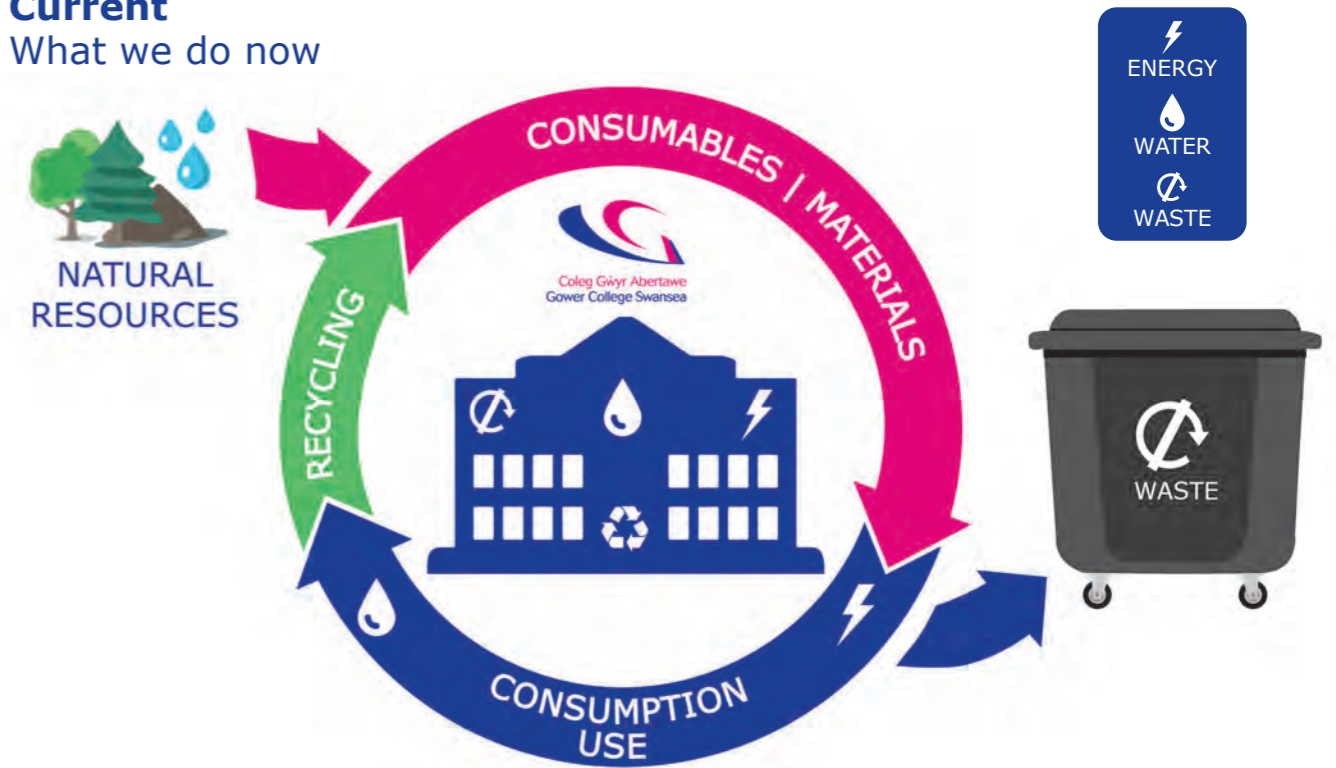 Current
What we do now
ENERGY
WATER
WASTE
NATURAL
RESOURCES
CONSUMABLES | MATERIALS
Coleg Gŵyr Abertawe
Gower College Swansea
RECYCLING
WASTE
CONSUMPTION
USE